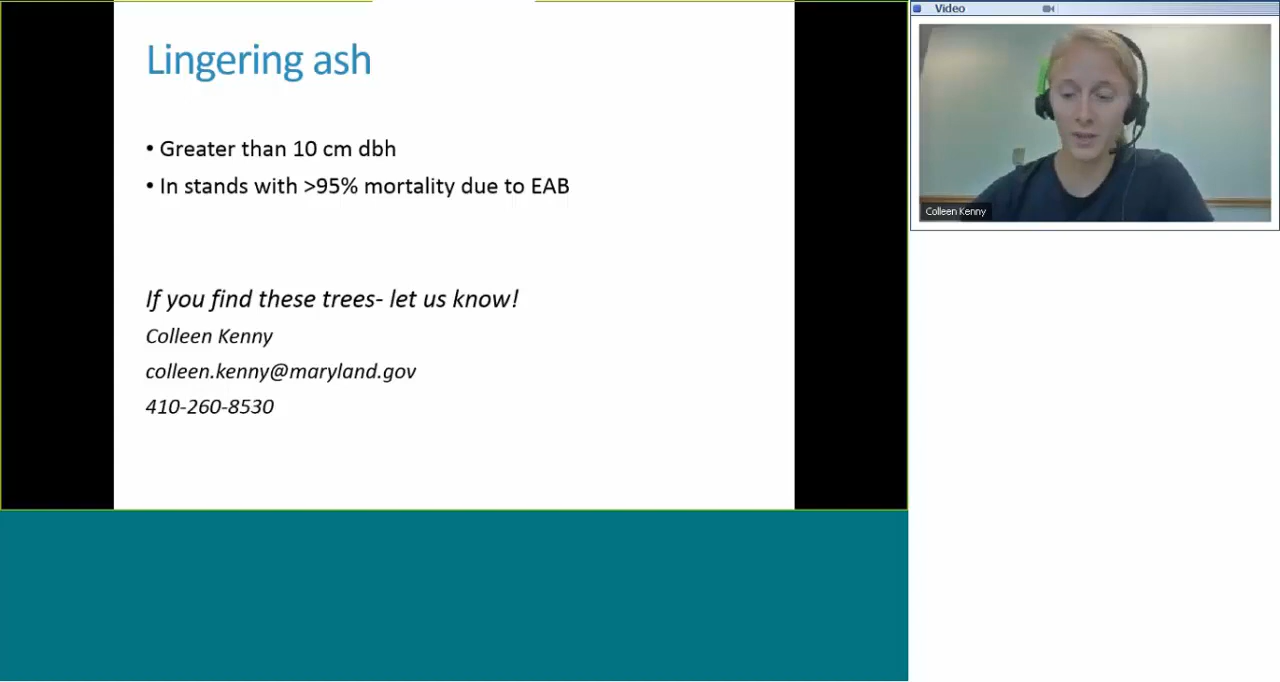 Lingering ash
• Greater than 10 cm dbh
• In stands with >95% mortality due to EAB
If you find these trees- let us know!
Colleen Kenny
colleen.kenny@maryland.gov
410-260-8530
Video
Colleen Kenny